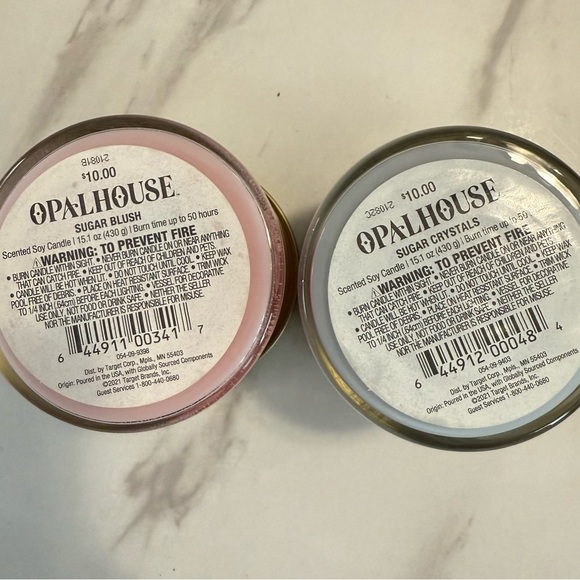 21081B
$10.00
OPALHOUSE™
SUGAR BLUSH
Scented Soy Candle | 15.1 oz (430 g) | Burn time up to 50 hours
⚠WARNING: TO PREVENT FIRE
• BURN CANDLE WITHIN SIGHT. • NEVER BURN CANDLE ON OR NEAR ANYTHING
THAT CAN CATCH FIRE. • KEEP OUT OF REACH OF CHILDREN AND PETS.
• CANDLE WILL BE HOT WHEN LIT. • DO NOT TOUCH UNTIL COOL. • KEEP WAX
POOL FREE OF DEBRIS. • PLACE ON HEAT RESISTANT SURFACE. • TRIM WICK
TO 1/4 INCH (.64cm) BEFORE EACH LIGHTING. • VESSEL FOR DECORATIVE
USE ONLY, NOT FOOD OR DRINK SAFE. • NEITHER THE SELLER
NOR THE MANUFACTURER IS RESPONSIBLE FOR MISUSE.
6 44911 00341 7
054-09-9398
Dist. by Target Corp., Mpls., MN 55403
Origin: Poured in the USA, with Globally Sourced Components
©2021 Target Brands, Inc.
Guest Services 1-800-440-0680
21082C
$10.00
OPALHOUSE™
SUGAR CRYSTALS
Scented Soy Candle | 15.1 oz (430 g) | Burn time up to 50
⚠WARNING: TO PREVENT FIRE
• BURN CANDLE WITHIN SIGHT. • NEVER BURN CANDLE ON OR NEAR ANYTHING
THAT CAN CATCH FIRE. • KEEP OUT OF REACH OF CHILDREN AND PETS.
• CANDLE WILL BE HOT WHEN LIT. • DO NOT TOUCH UNTIL COOL. • KEEP WAX
POOL FREE OF DEBRIS. • PLACE ON HEAT RESISTANT SURFACE. • TRIM WICK
TO 1/4 INCH (.64cm) BEFORE EACH LIGHTING. • VESSEL FOR DECORATIVE
USE ONLY, NOT FOOD OR DRINK SAFE. • NEITHER THE SELLER
NOR THE MANUFACTURER IS RESPONSIBLE FOR MISUSE.
6 44912 00048 4
054-09-9403
Dist. by Target Corp., Mpls., MN 55403
Origin: Poured in the USA, with Globally Sourced Components
©2021 Target Brands, Inc.
Guest Services 1-800-440-0680